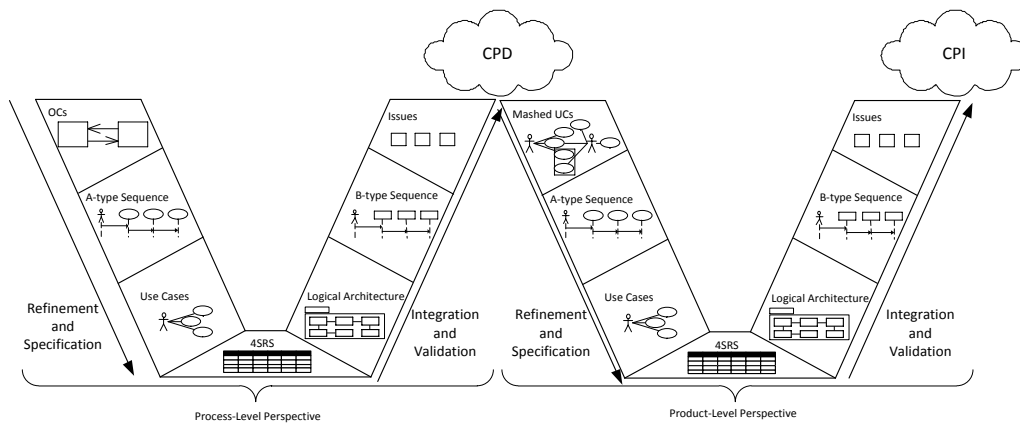 CPD
CPI
OCs
A-type Sequence
Use Cases
4SRS
Logical Architecture
B-type Sequence
Issues
Refinement
and
Specification
Integration
and
Validation
Process-Level Perspective
Mashed UCs
A-type Sequence
Use Cases
4SRS
Logical Architecture
B-type Sequence
Issues
Refinement
and
Specification
Integration
and
Validation
Product-Level Perspective